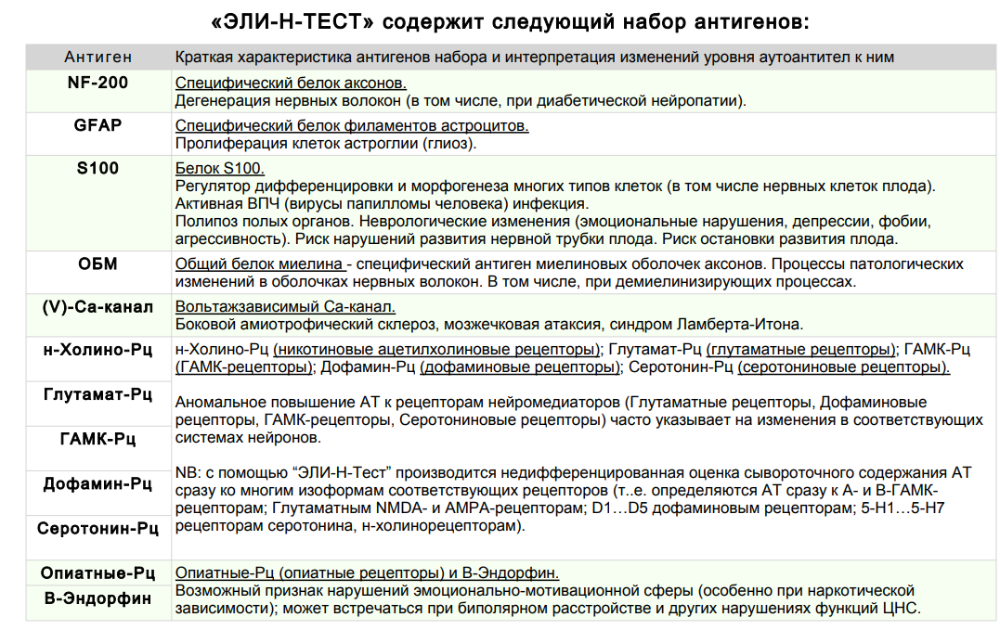 «ЭЛИ-Н-ТЕСТ» содержит следующий набор антигенов:
Антиген
Краткая характеристика антигенов набора и интерпретация изменений уровня аутоантител к ним
NF-200
Специфический белок аксонов.
Дегенерация нервных волокон (в том числе, при диабетической нейропатии).
GFAP
Специфический белок филаментов астроцитов.
Пролиферация клеток астроглии (глиоз).
S100
Белок S100.
Регулятор дифференцировки и морфогенеза многих типов клеток (в том числе нервных клеток плода).
Активная ВПЧ (вирусы папилломы человека) инфекция.
Полипоз полых органов. Неврологические изменения (эмоциональные нарушения, депрессии, фобии,
агрессивность). Риск нарушений развития нервной трубки плода. Риск остановки развития плода.
ОБМ
Общий белок миелина - специфический антиген миелиновых оболочек аксонов. Процессы патологических
изменений в оболочках нервных волокон. В том числе, при демиелинизирующих процессах.
(V)-Ca-канал
Вольтажзависимый Са-канал.
Боковой амиотрофический склероз, мозжечковая атаксия, синдром Ламберта-Итона.
н-Холино-Рц
Глутамат-Рц
ГАМК-Рц
Дофамин-Рц
Серотонин-Рц
н-Холино-Рц (никотиновые ацетилхолиновые рецепторы); Глутамат-Рц (глутаматные рецепторы); ГАМК-Рц
(ГАМК-рецепторы); Дофамин-Рц (дофаминовые рецепторы); Серотонин-Рц (серотониновые рецепторы).
Аномальное повышение АТ к рецепторам нейромедиаторов (Глутаматные рецепторы, Дофаминовые
рецепторы, ГАМК-рецепторы, Серотониновые рецепторы) часто указывает на изменения в соответствующих
системах нейронов.
NB: с помощью “ЭЛИ-Н-Тест” производится недифференцированная оценка сывороточного содержания АТ
сразу ко многим изоформам соответствующих рецепторов (т..е. определяются АТ сразу к А- и В-ГАМК-
рецепторам; Глутаматным NMDA- и AMPA-рецепторам; D1…D5 дофаминовым рецепторам; 5-Н1…5-Н7
рецепторам серотонина, н-холинорецепторам).
Опиатные-Рц
В-Эндорфин
Опиатные-Рц (опиатные рецепторы) и В-Эндорфин.
Возможный признак нарушений эмоционально-мотивационной сферы (особенно при наркотической
зависимости); может встречаться при биполярном расстройстве и других нарушениях функций ЦНС.